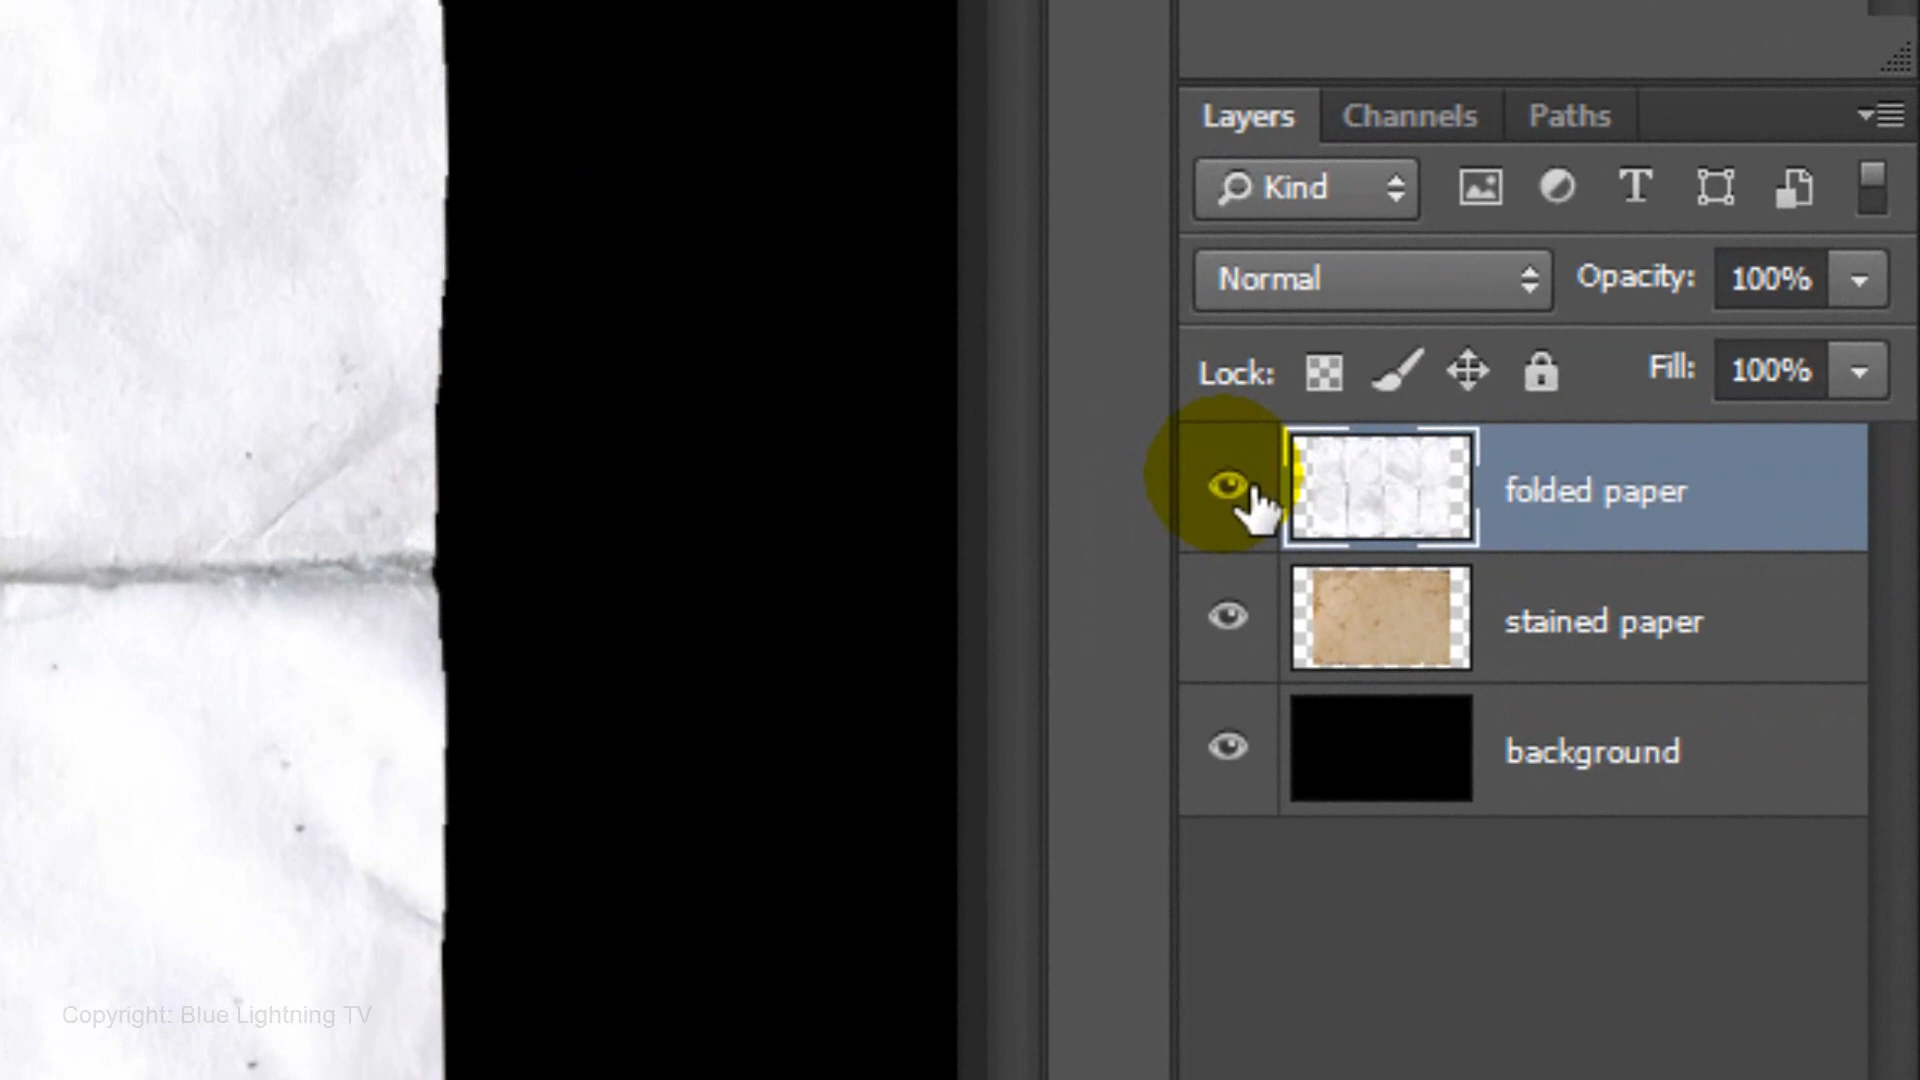 Layers Channels Paths
Kind
Normal Opacity: 100%
Lock: Fill: 100%
folded paper
stained paper
background
Copyright: Blue Lightning TV